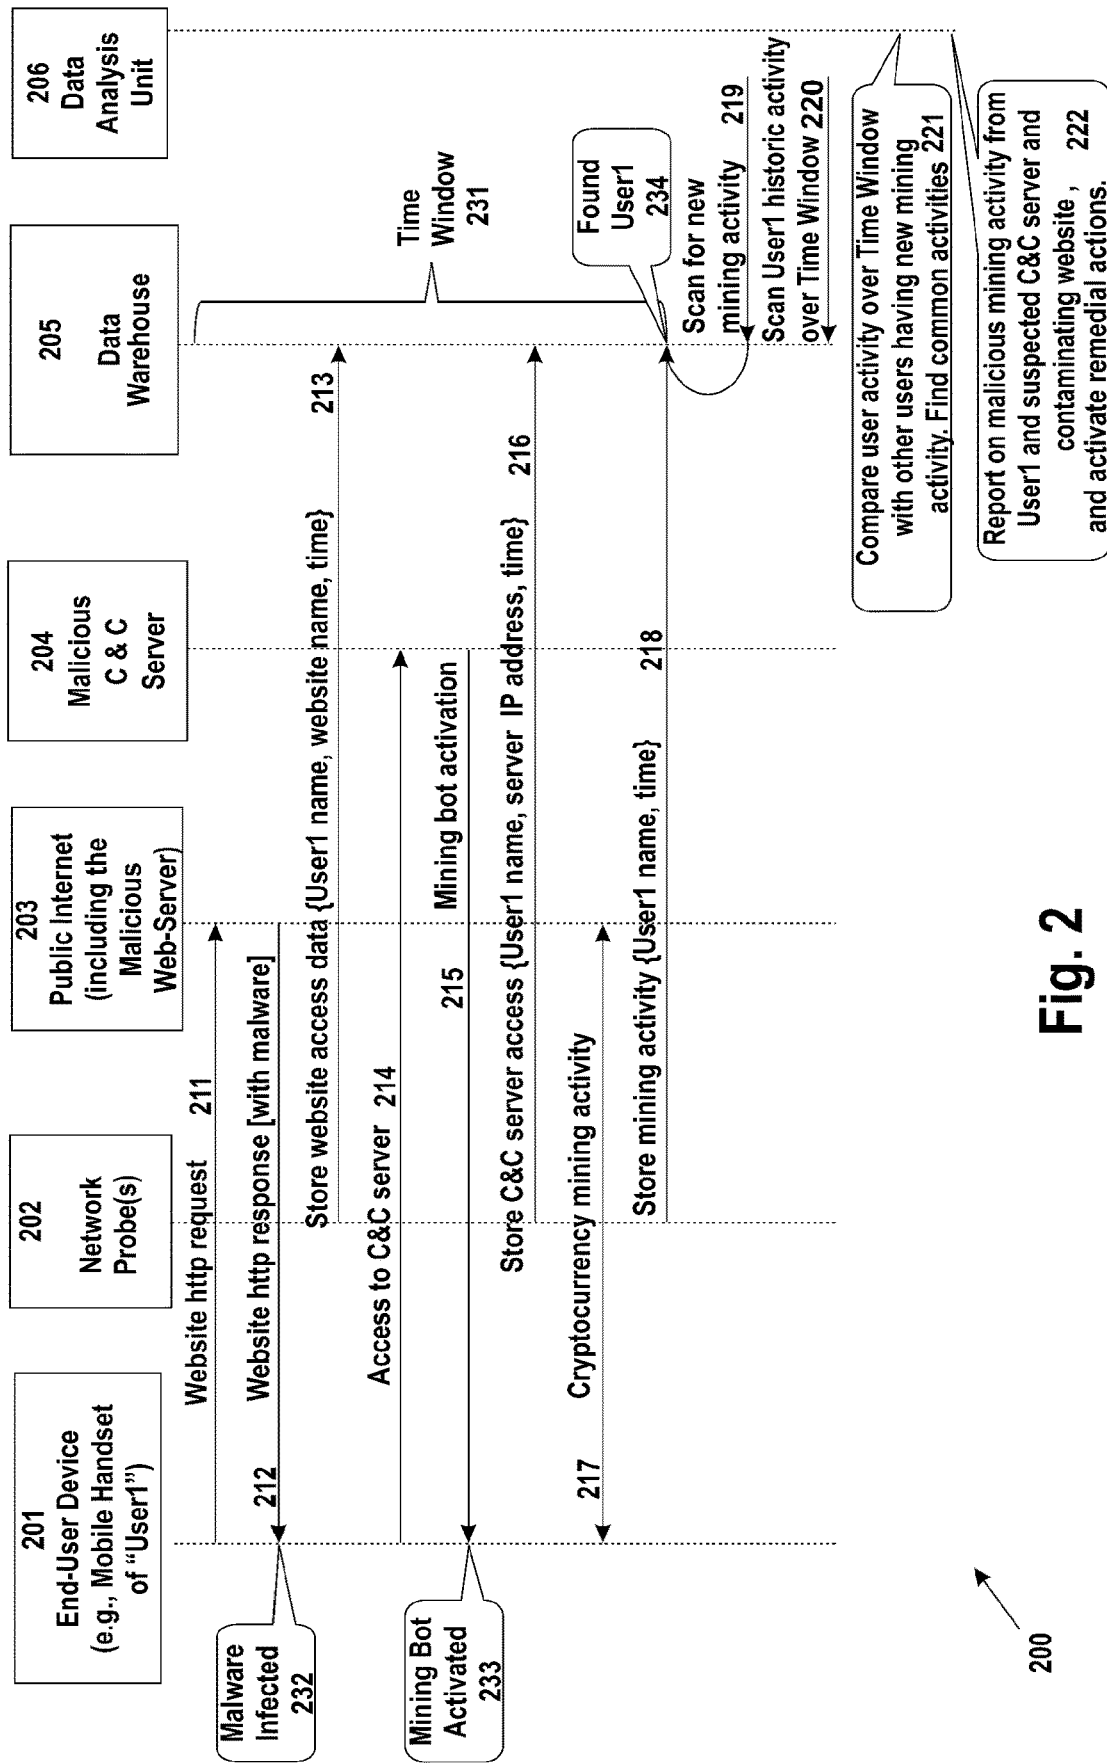 201
End-User Device
(e.g., Mobile Handset
of “User1”)
202
Network
Probe(s)
203
Public Internet
(including the
Malicious
Web-Server)
204
Malicious
C & C
Server
205
Data
Warehouse
206
Data
Analysis
Unit
Website http request 211
212 Website http response [with malware]
Malware
Infected
232
Store website access data {User1 name, website name, time} 213
Access to C&C server 214
215 Mining bot activation
Mining Bot
Activated
233
Store C&C server access {User1 name, server IP address, time} 216
217 Cryptocurrency mining activity
Store mining activity {User1 name, time} 218
Time
Window
231
Found
User1
234
Scan for new
mining activity 219
Scan User1 historic activity
over Time Window 220
Compare user activity over Time Window
with other users having new mining
activity. Find common activities 221
Report on malicious mining activity from
User1 and suspected C&C server and
contaminating website , 222
and activate remedial actions.
200
Fig. 2